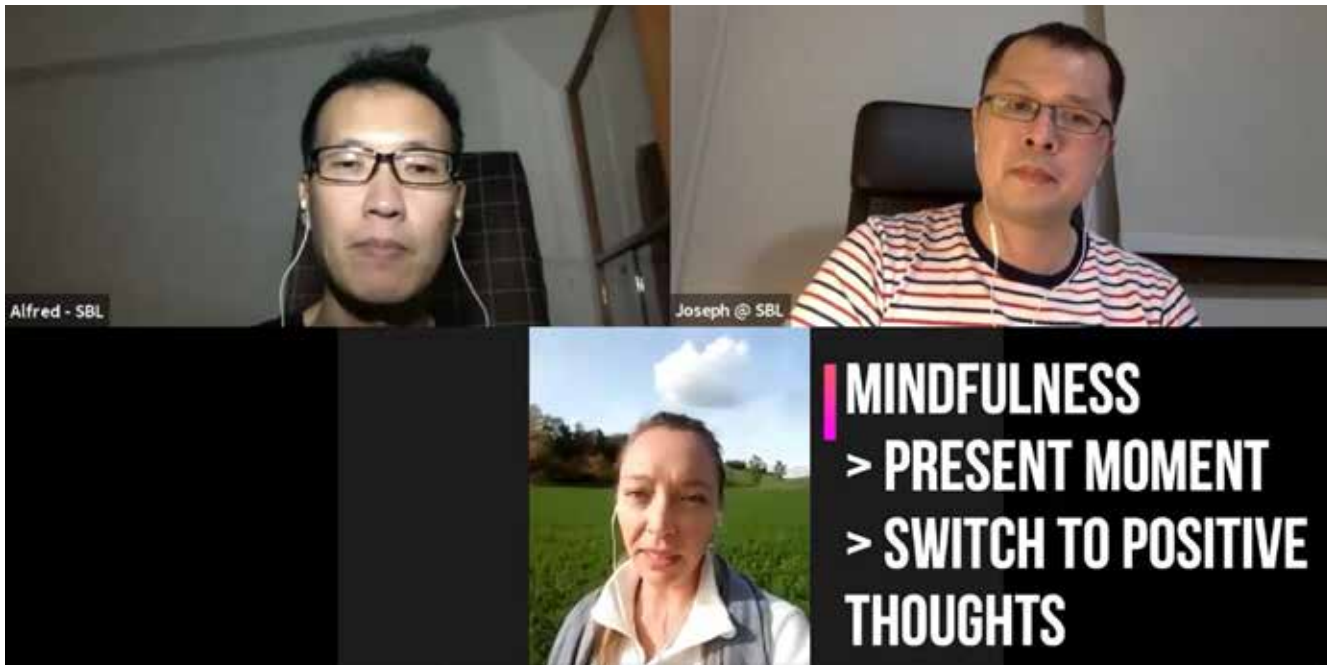 Alfred - SBL
Joseph @ SBL
MINDFULNESS
> PRESENT MOMENT
> SWITCH TO POSITIVE
THOUGHTS